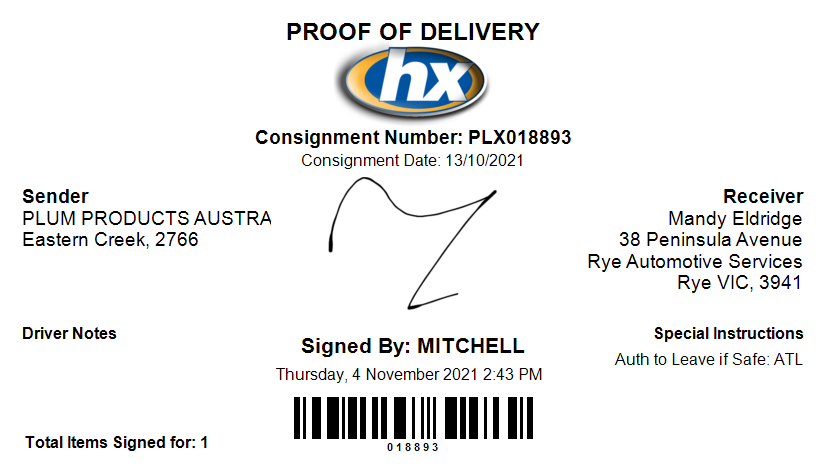 PROOF OF DELIVERY
hx
Consignment Number: PLX018893
Consignment Date: 13/10/2021
Sender
PLUM PRODUCTS AUSTRA
Eastern Creek, 2766
Receiver
Mandy Eldridge
38 Peninsula Avenue
Rye Automotive Services
Rye VIC, 3941
Driver Notes
Signed By: MITCHELL
Thursday, 4 November 2021 2:43 PM
Special Instructions
Auth to Leave if Safe: ATL
018893
Total Items Signed for: 1